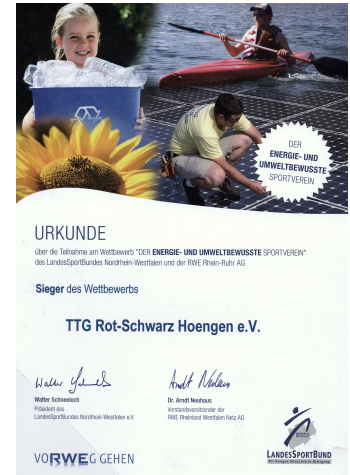 DER
ENERGIE- UND
UMWELTBEWUSSTE
SPORTVEREIN
URKUNDE
über die Teilnahme am Wettbewerb "DER ENERGIE- UND UMWELTBEWUSSTE SPORTVEREIN"
des LandesSportBundes Nordrhein-Westfalen und der RWE Rhein-Ruhr AG
Sieger des Wettbewerbs
TTG Rot-Schwarz Hoengen e.V.
Walter Schneeloch
Präsident des
LandesSportBundes Nordrhein-Westfalen e.V.
Dr. Arndt Neuhaus
Vorstandsvorsitzender der
RWE Rheinland Westfalen Netz AG
VORWEG GEHEN
LANDESSPORTBUND